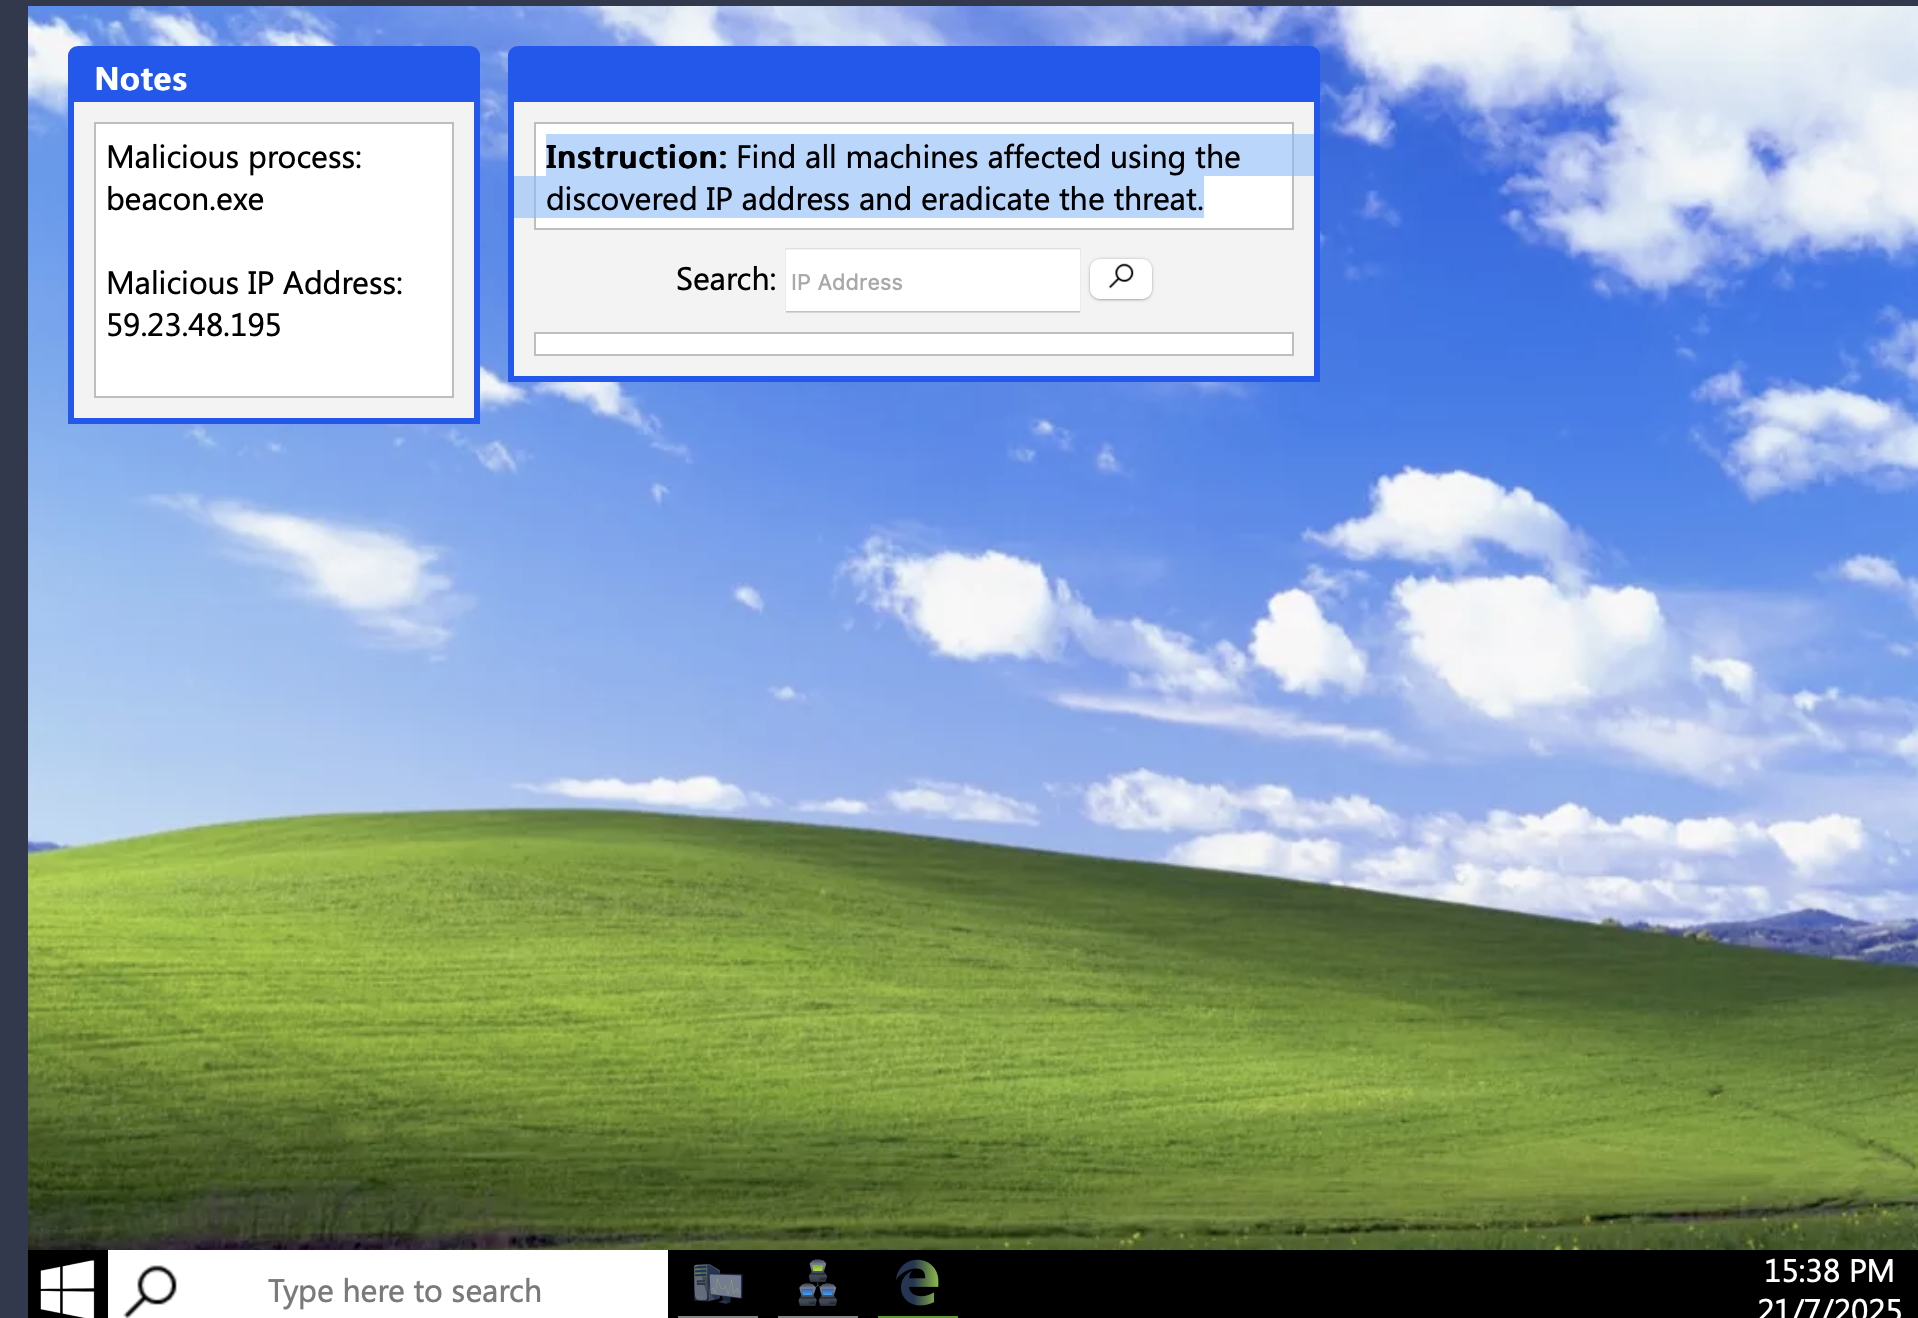 Notes
Malicious process:
beacon.exe
Malicious IP Address:
59.23.48.195
Instruction: Find all machines affected using the
discovered IP address and eradicate the threat.
Search: IP Address
Type here to search
15:38 PM
21/7/2025